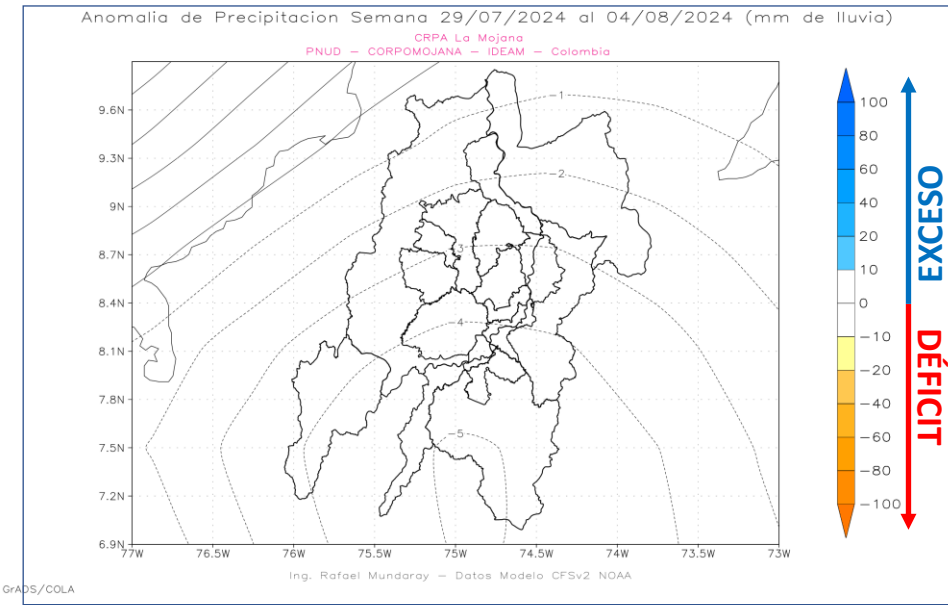 Anomalia de Precipitacion Semana 29/07/2024 al 04/08/2024 (mm de lluvia)
CRPA La Mojana
PNUD – CORPOMOJANA – IDEAM – Colombia
9.6N
9.3N
9N
8.7N
8.4N
8.1N
7.8N
7.5N
7.2N
6.9N
-1
-2
-3
-4
-5
77W 76.5W 76W 75.5W 75W 74.5W 74W 73.5W 73W
100
80
60
40
20
10
0
-10
-20
-40
-60
-80
-100
EXCESO
DÉFICIT
Ing. Rafael Mundaray – Datos Modelo CFSv2 NOAA
GrADS/COLA